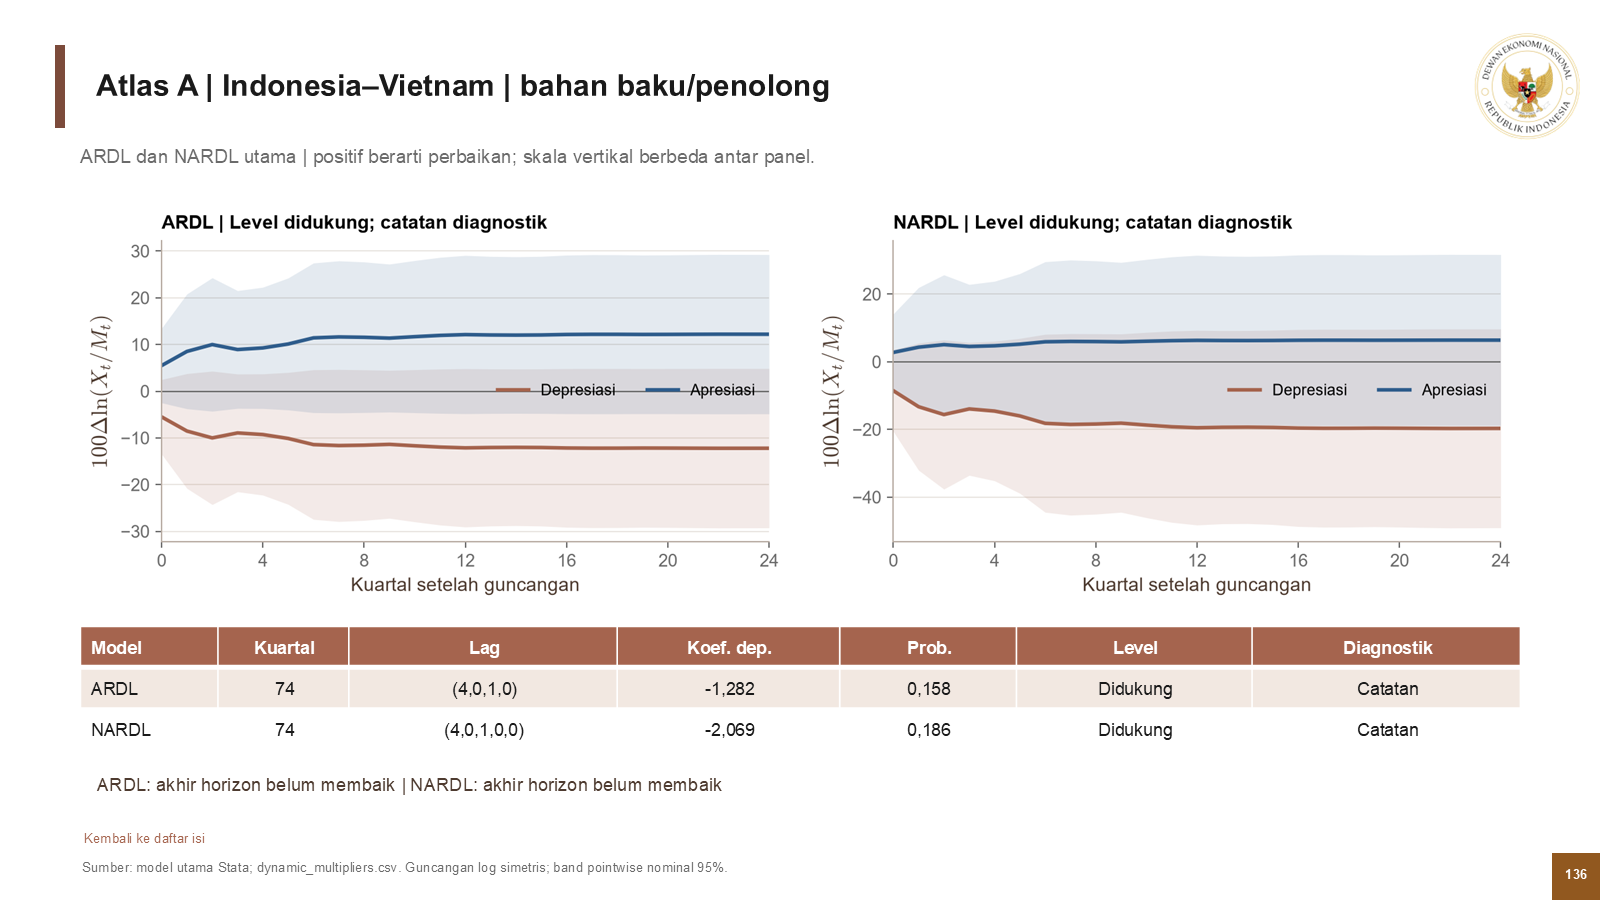 Atlas A | Indonesia–Vietnam | bahan baku/penolong
DEWAN EKONOMI NASIONAL
REPUBLIK INDONESIA
ARDL dan NARDL utama | positif berarti perbaikan; skala vertikal berbeda antar panel.
ARDL | Level didukung; catatan diagnostik
30
20
10
0
−10
−20
−30
100Δln(Xₜ/Mₜ)
Depresiasi
Apresiasi
0 4 8 12 16 20 24
Kuartal setelah guncangan
NARDL | Level didukung; catatan diagnostik
20
0
−20
−40
100Δln(Xₜ/Mₜ)
Depresiasi
Apresiasi
0 4 8 12 16 20 24
Kuartal setelah guncangan
Model Kuartal Lag Koef. dep. Prob. Level Diagnostik
ARDL 74 (4,0,1,0) -1,282 0,158 Didukung Catatan
NARDL 74 (4,0,1,0,0) -2,069 0,186 Didukung Catatan
ARDL: akhir horizon belum membaik | NARDL: akhir horizon belum membaik
Kembali ke daftar isi
Sumber: model utama Stata; dynamic_multipliers.csv. Guncangan log simetris; band pointwise nominal 95%.
136